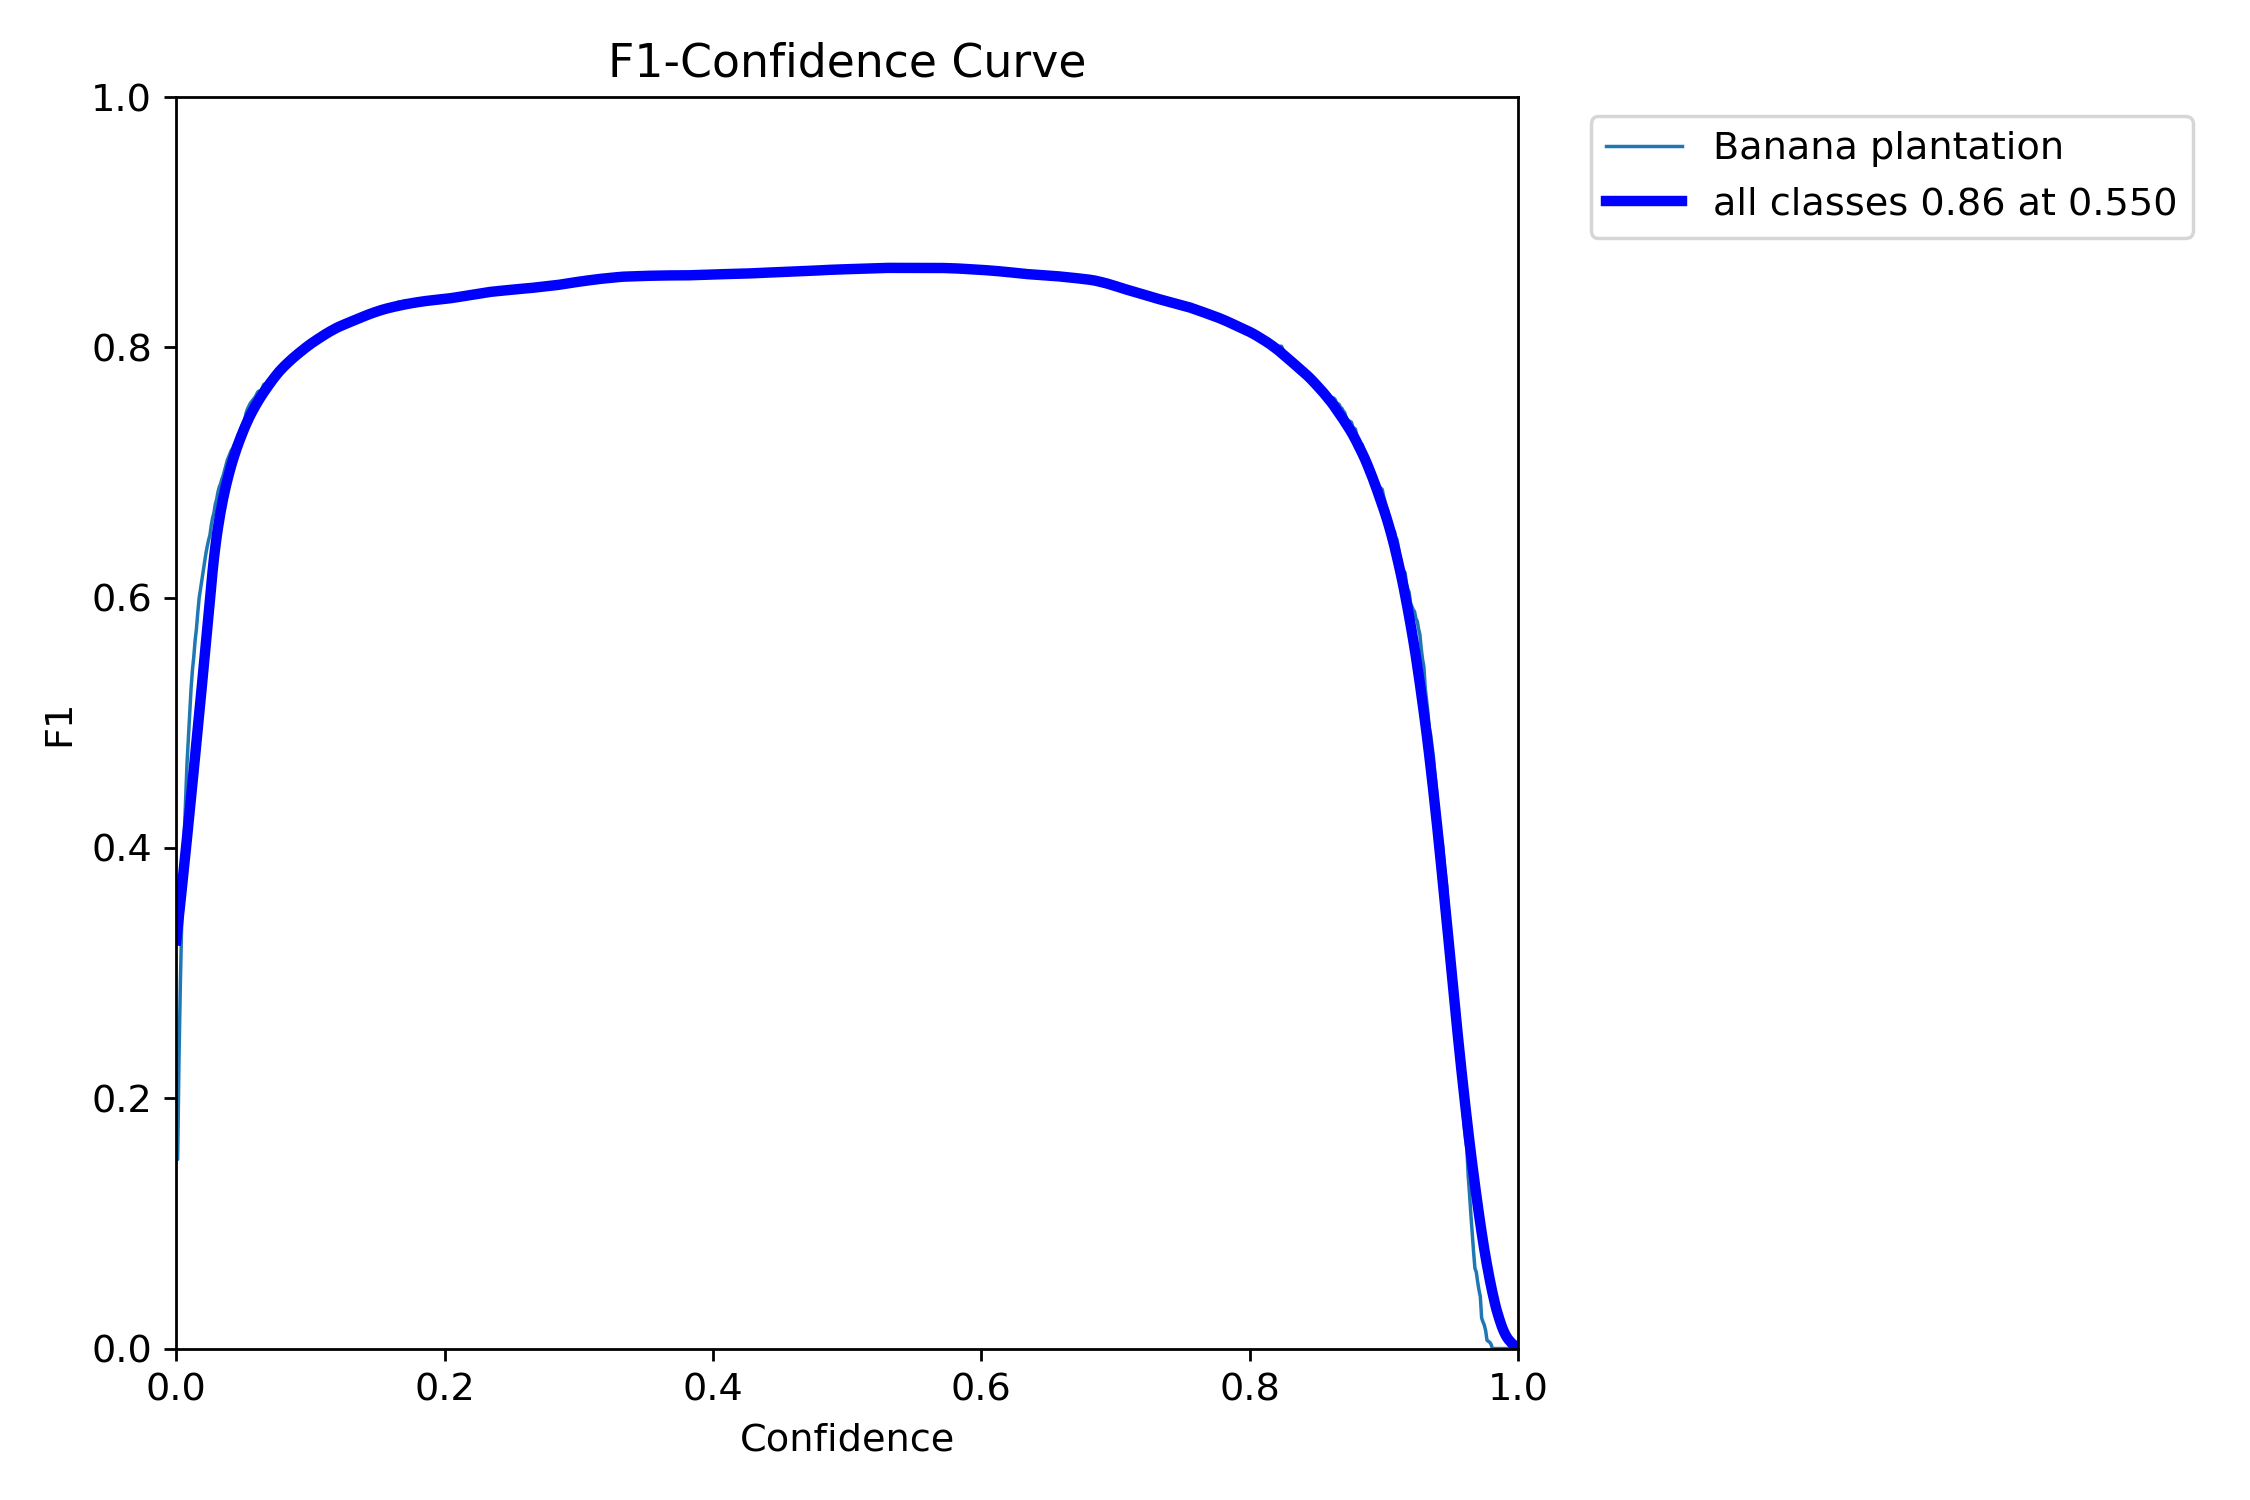 F1-Confidence Curve
Banana plantation
all classes 0.86 at 0.550
1.0
0.8
0.6
0.4
0.2
0.0
F1
0.0 0.2 0.4 0.6 0.8 1.0
Confidence